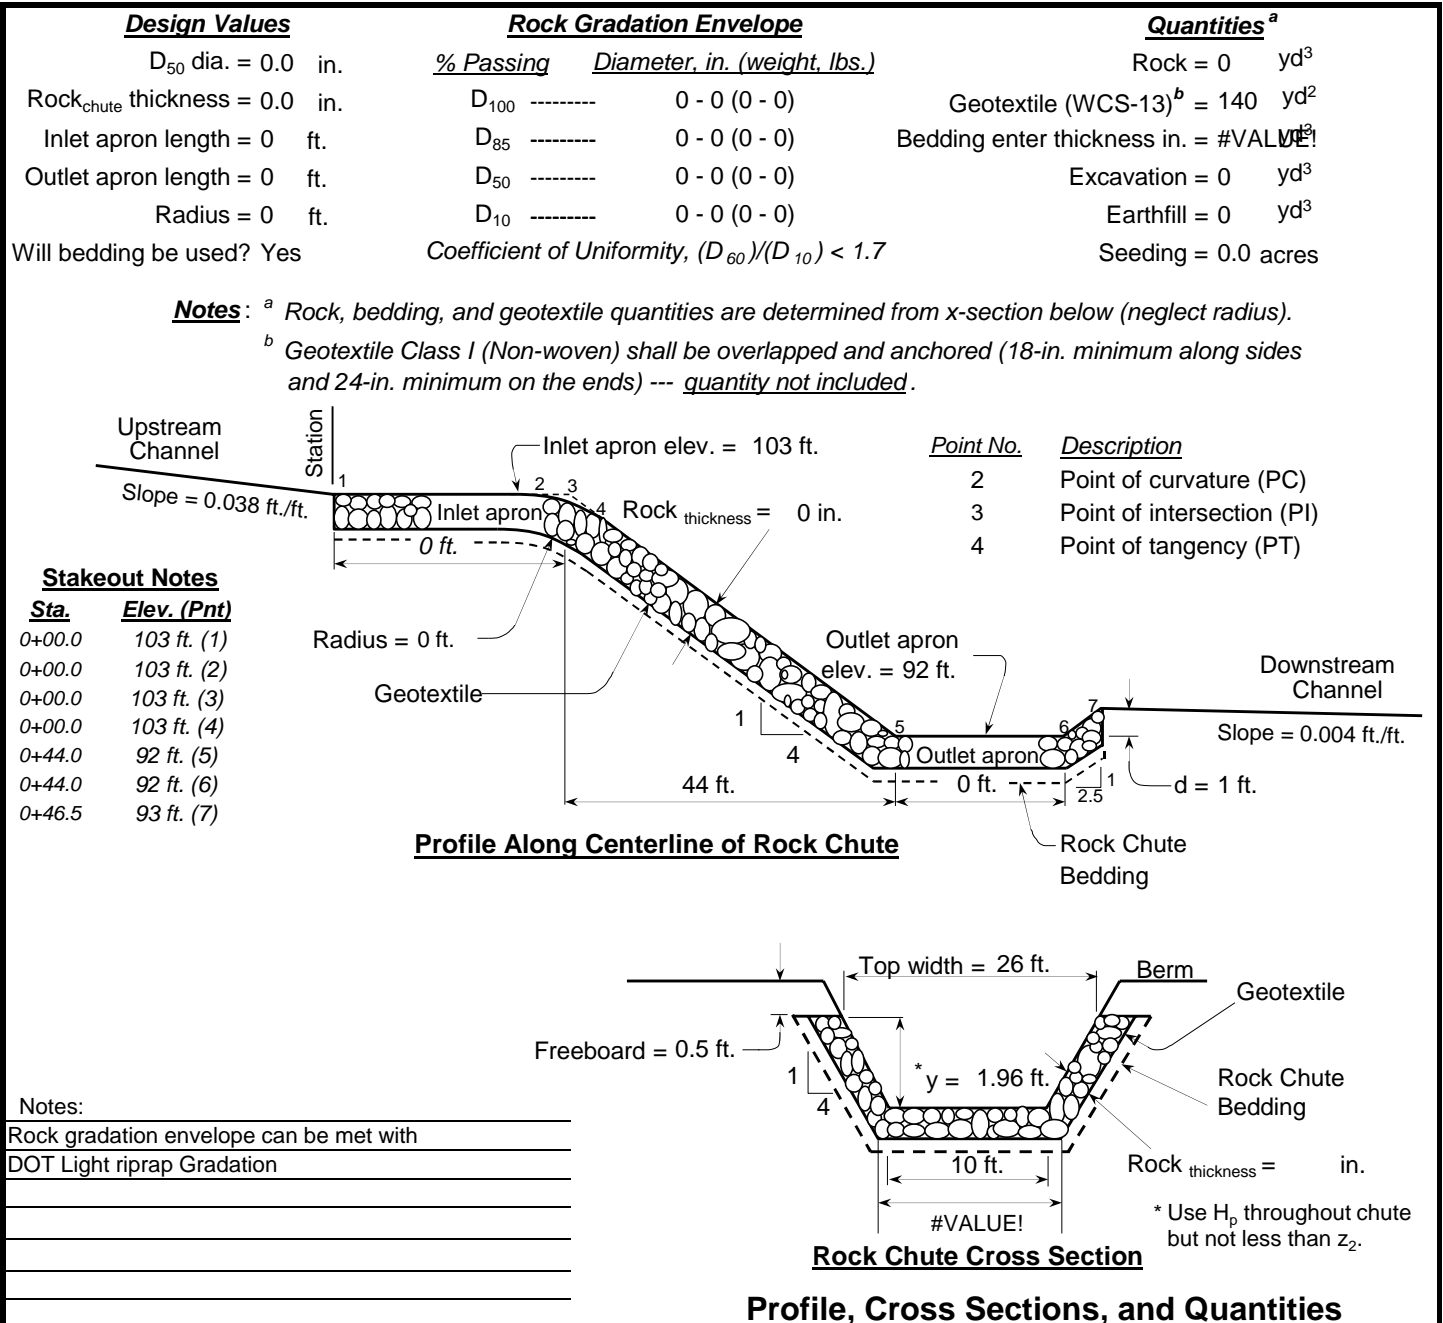 Design Values
D50 dia. = 0.0 in.
Rockchute thickness = 0.0 in.
Inlet apron length = 0 ft.
Outlet apron length = 0 ft.
Radius = 0 ft.
Will bedding be used? Yes
Rock Gradation Envelope
% Passing Diameter, in. (weight, lbs.)
D100 --------- 0 - 0 (0 - 0)
D85 --------- 0 - 0 (0 - 0)
D50 --------- 0 - 0 (0 - 0)
D10 --------- 0 - 0 (0 - 0)
Coefficient of Uniformity, (D60)/(D10) < 1.7
Quantities a
Rock = 0 yd3
Geotextile (WCS-13)b = 140 yd2
Bedding enter thickness in. = #VALUE! yd3
Excavation = 0 yd3
Earthfill = 0 yd3
Seeding = 0.0 acres
Notes: a Rock, bedding, and geotextile quantities are determined from x-section below (neglect radius).
b Geotextile Class I (Non-woven) shall be overlapped and anchored (18-in. minimum along sides
and 24-in. minimum on the ends) --- quantity not included.
Upstream
Channel
Slope = 0.038 ft./ft.
Station
1
Inlet apron elev. = 103 ft.
2
3
4
Inlet apron
0 ft.
Rock thickness = 0 in.
Point No. Description
2 Point of curvature (PC)
3 Point of intersection (PI)
4 Point of tangency (PT)
Stakeout Notes
Sta. Elev. (Pnt)
0+00.0 103 ft. (1)
0+00.0 103 ft. (2)
0+00.0 103 ft. (3)
0+00.0 103 ft. (4)
0+44.0 92 ft. (5)
0+44.0 92 ft. (6)
0+46.5 93 ft. (7)
Radius = 0 ft.
Geotextile
Outlet apron
elev. = 92 ft.
1
4
5
6
7
Outlet apron
44 ft.
0 ft.
1
2.5
Downstream
Channel
Slope = 0.004 ft./ft.
d = 1 ft.
Rock Chute
Bedding
Profile Along Centerline of Rock Chute
Top width = 26 ft.
Berm
Geotextile
Freeboard = 0.5 ft.
1
4
* y = 1.96 ft.
Rock Chute
Bedding
10 ft.
Rock thickness = in.
#VALUE!
* Use Hp throughout chute
but not less than z2.
Rock Chute Cross Section
Notes:
Rock gradation envelope can be met with
DOT Light riprap Gradation
Profile, Cross Sections, and Quantities